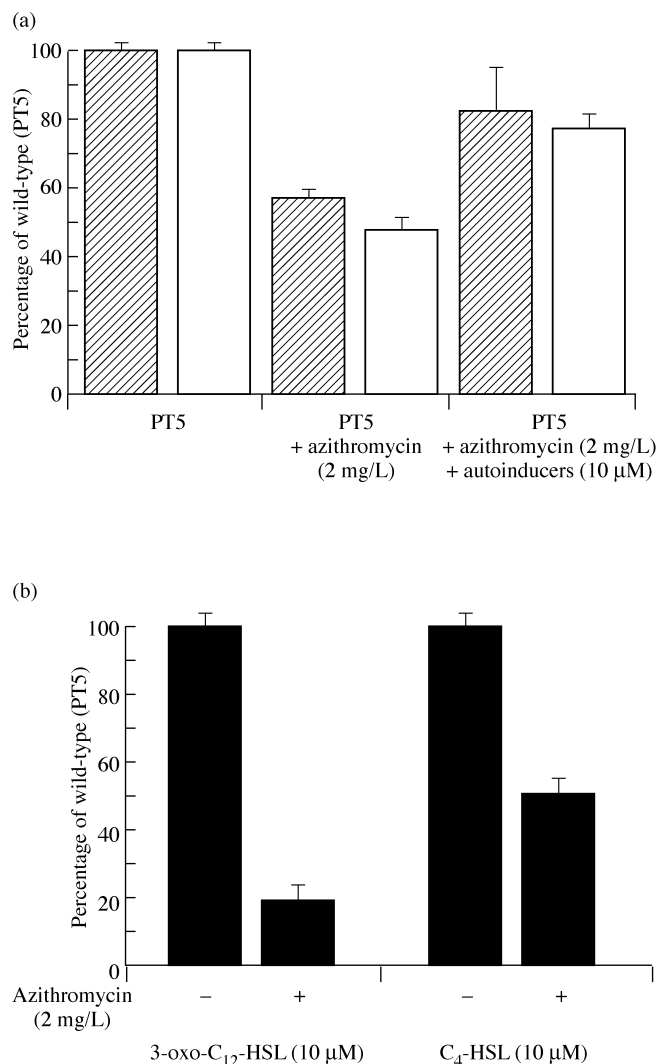 (a)
Percentage of wild-type (PT5)
100
80
60
40
20
0
PT5
PT5
+ azithromycin
(2 mg/L)
PT5
+ azithromycin (2 mg/L)
+ autoinducers (10 μM)
(b)
Percentage of wild-type (PT5)
100
80
60
40
20
0
Azithromycin
(2 mg/L)
– + – +
3-oxo-C₁₂-HSL (10 μM)
C₄-HSL (10 μM)